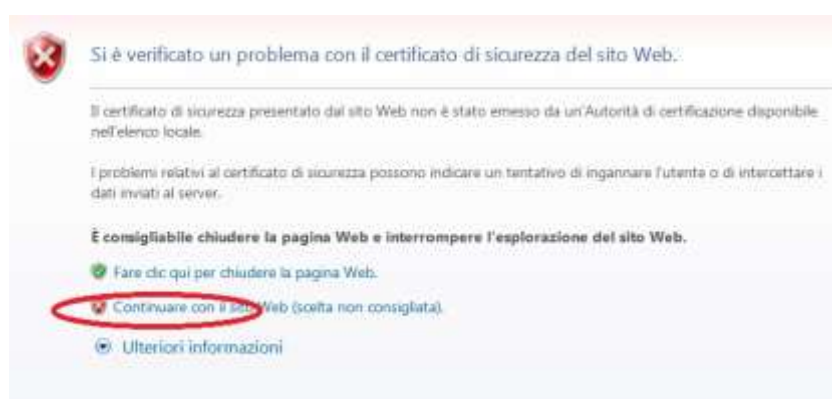 Si è verificato un problema con il certificato di sicurezza del sito Web.
Il certificato di sicurezza presentato dal sito Web non è stato emesso da un'Autorità di certificazione disponibile
nell'elenco locale.
I problemi relativi al certificato di sicurezza possono indicare un tentativo di ingannare l'utente o di intercettare i
dati inviati al server.
È consigliabile chiudere la pagina Web e interrompere l'esplorazione del sito Web.
Fare clic qui per chiudere la pagina Web.
Continuare con il sito Web (scelta non consigliata).
Ulteriori informazioni